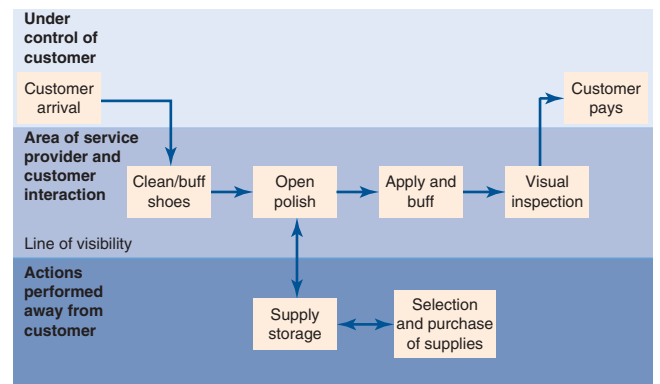 Under
control of
customer
Customer
arrival
Customer
pays
Area of service
provider and
customer
interaction
Clean/buff
shoes
Open
polish
Apply and
buff
Visual
inspection
Line of visibility
Actions
performed
away from
customer
Supply
storage
Selection
and purchase
of supplies